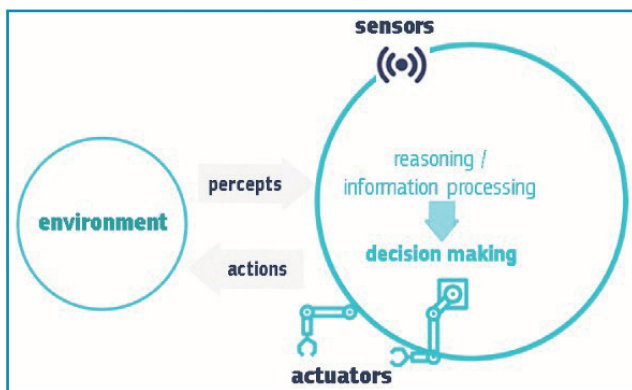 sensors
reasoning /
information processing
percepts
environment
decision making
actions
actuators